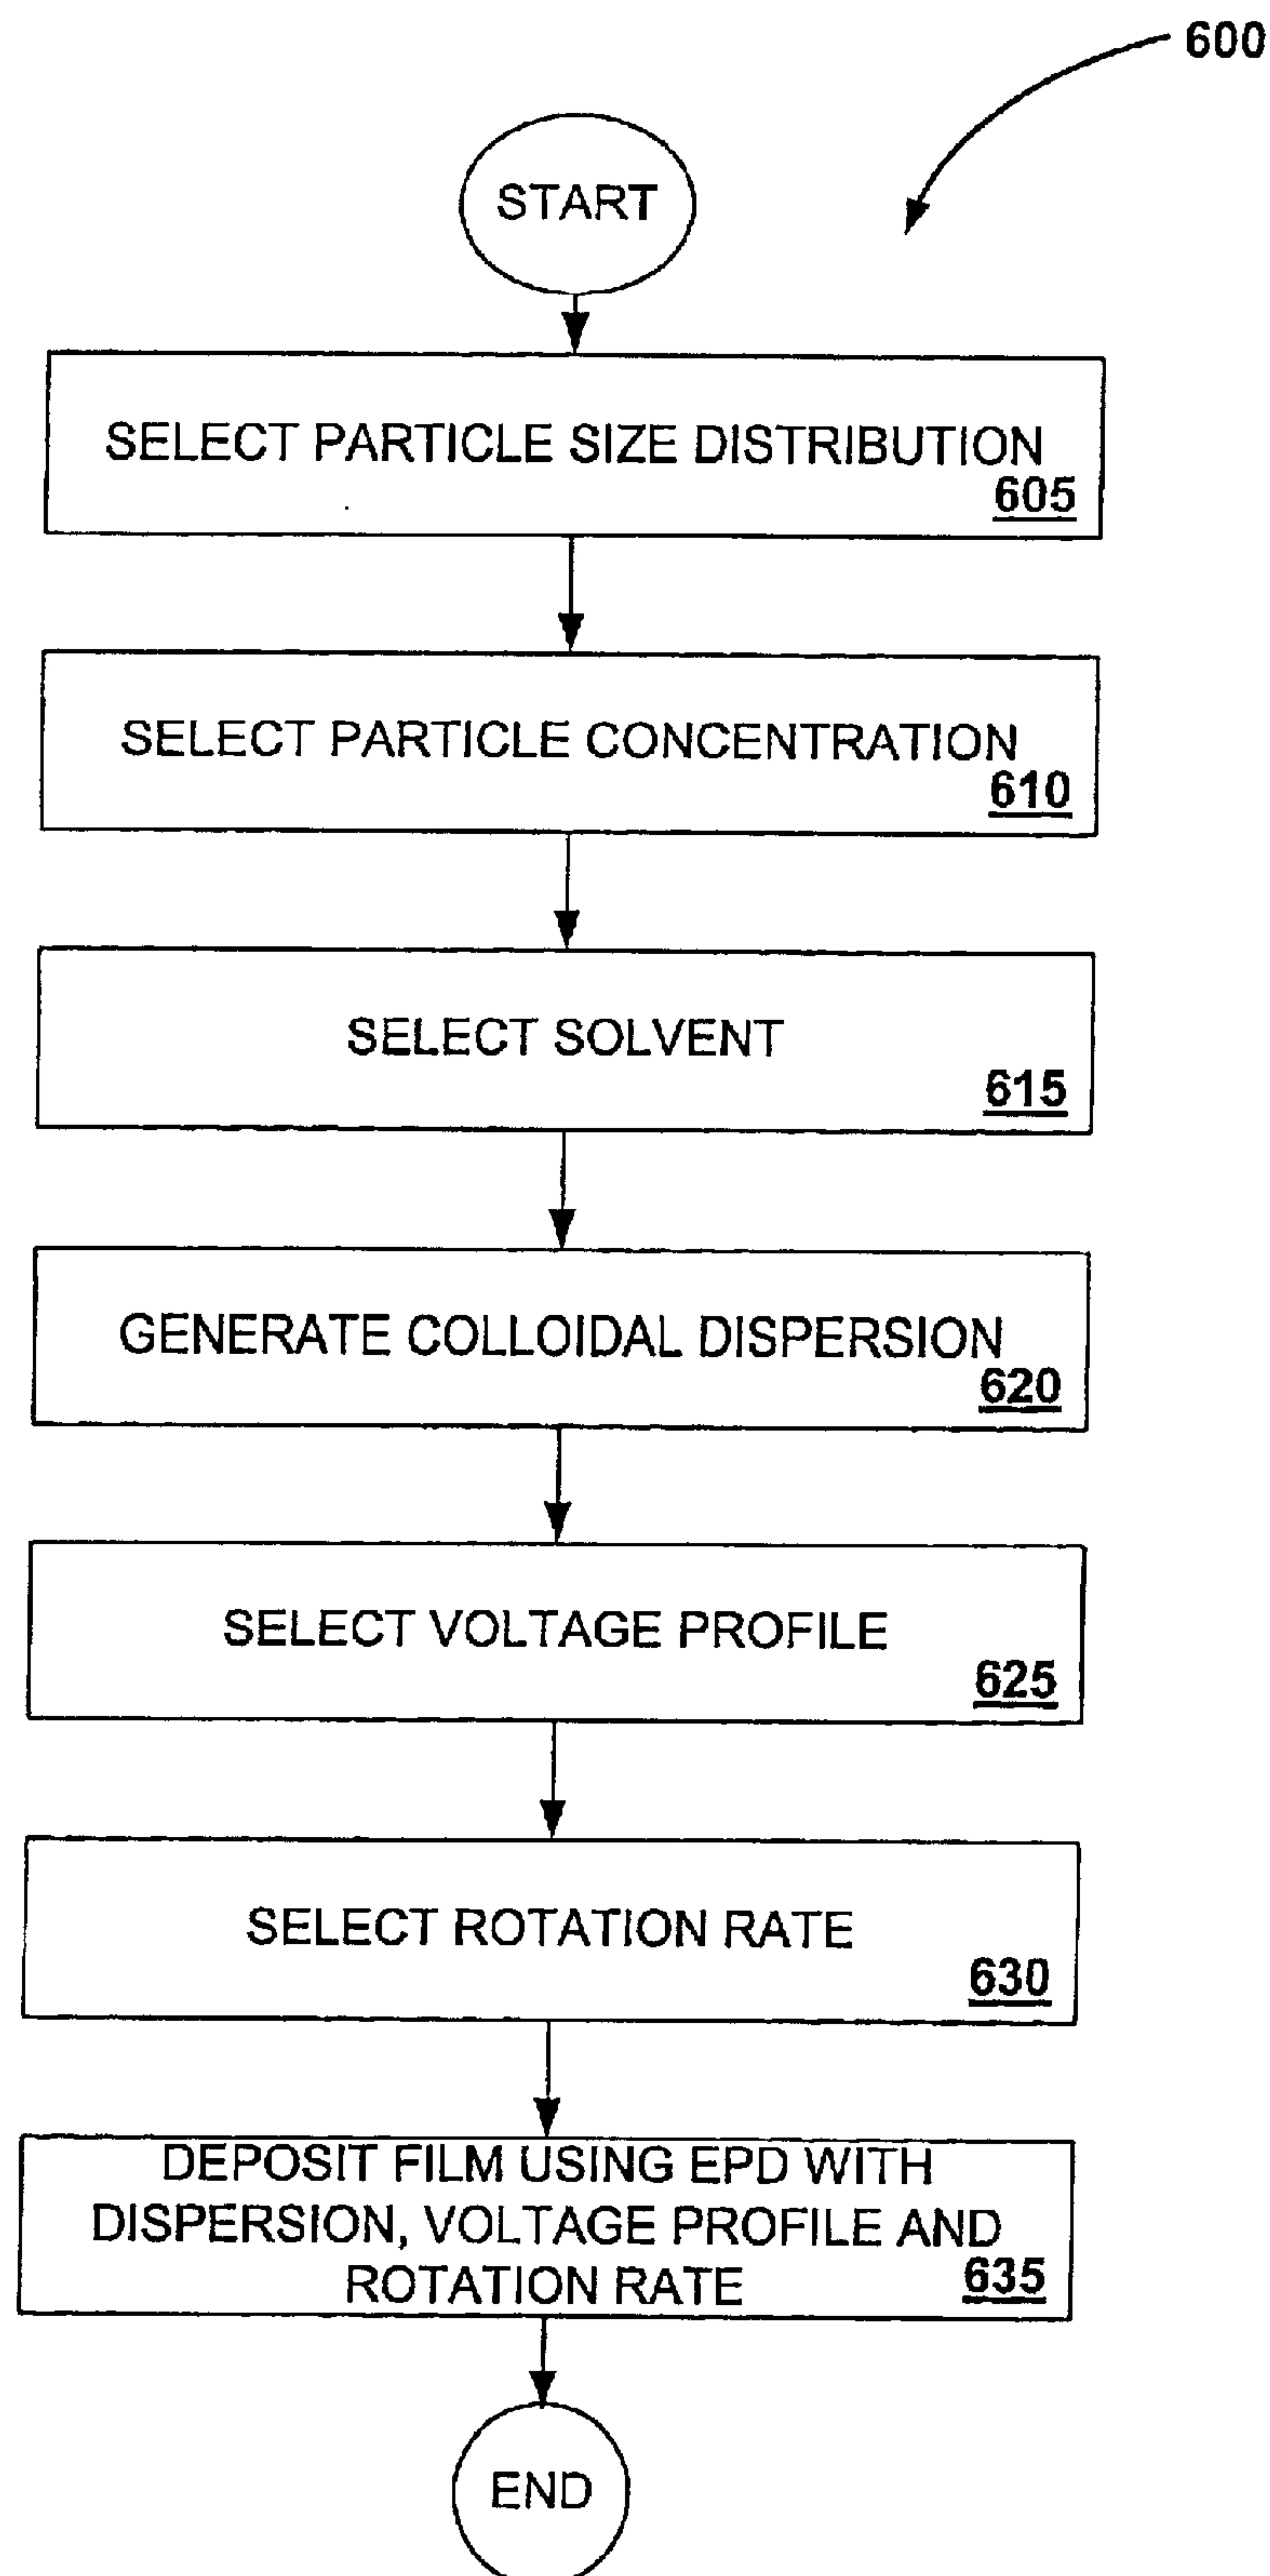 600
START
SELECT PARTICLE SIZE DISTRIBUTION
605
SELECT PARTICLE CONCENTRATION
610
SELECT SOLVENT
615
GENERATE COLLOIDAL DISPERSION
620
SELECT VOLTAGE PROFILE
625
SELECT ROTATION RATE
630
DEPOSIT FILM USING EPD WITH
DISPERSION, VOLTAGE PROFILE AND
ROTATION RATE
635
END